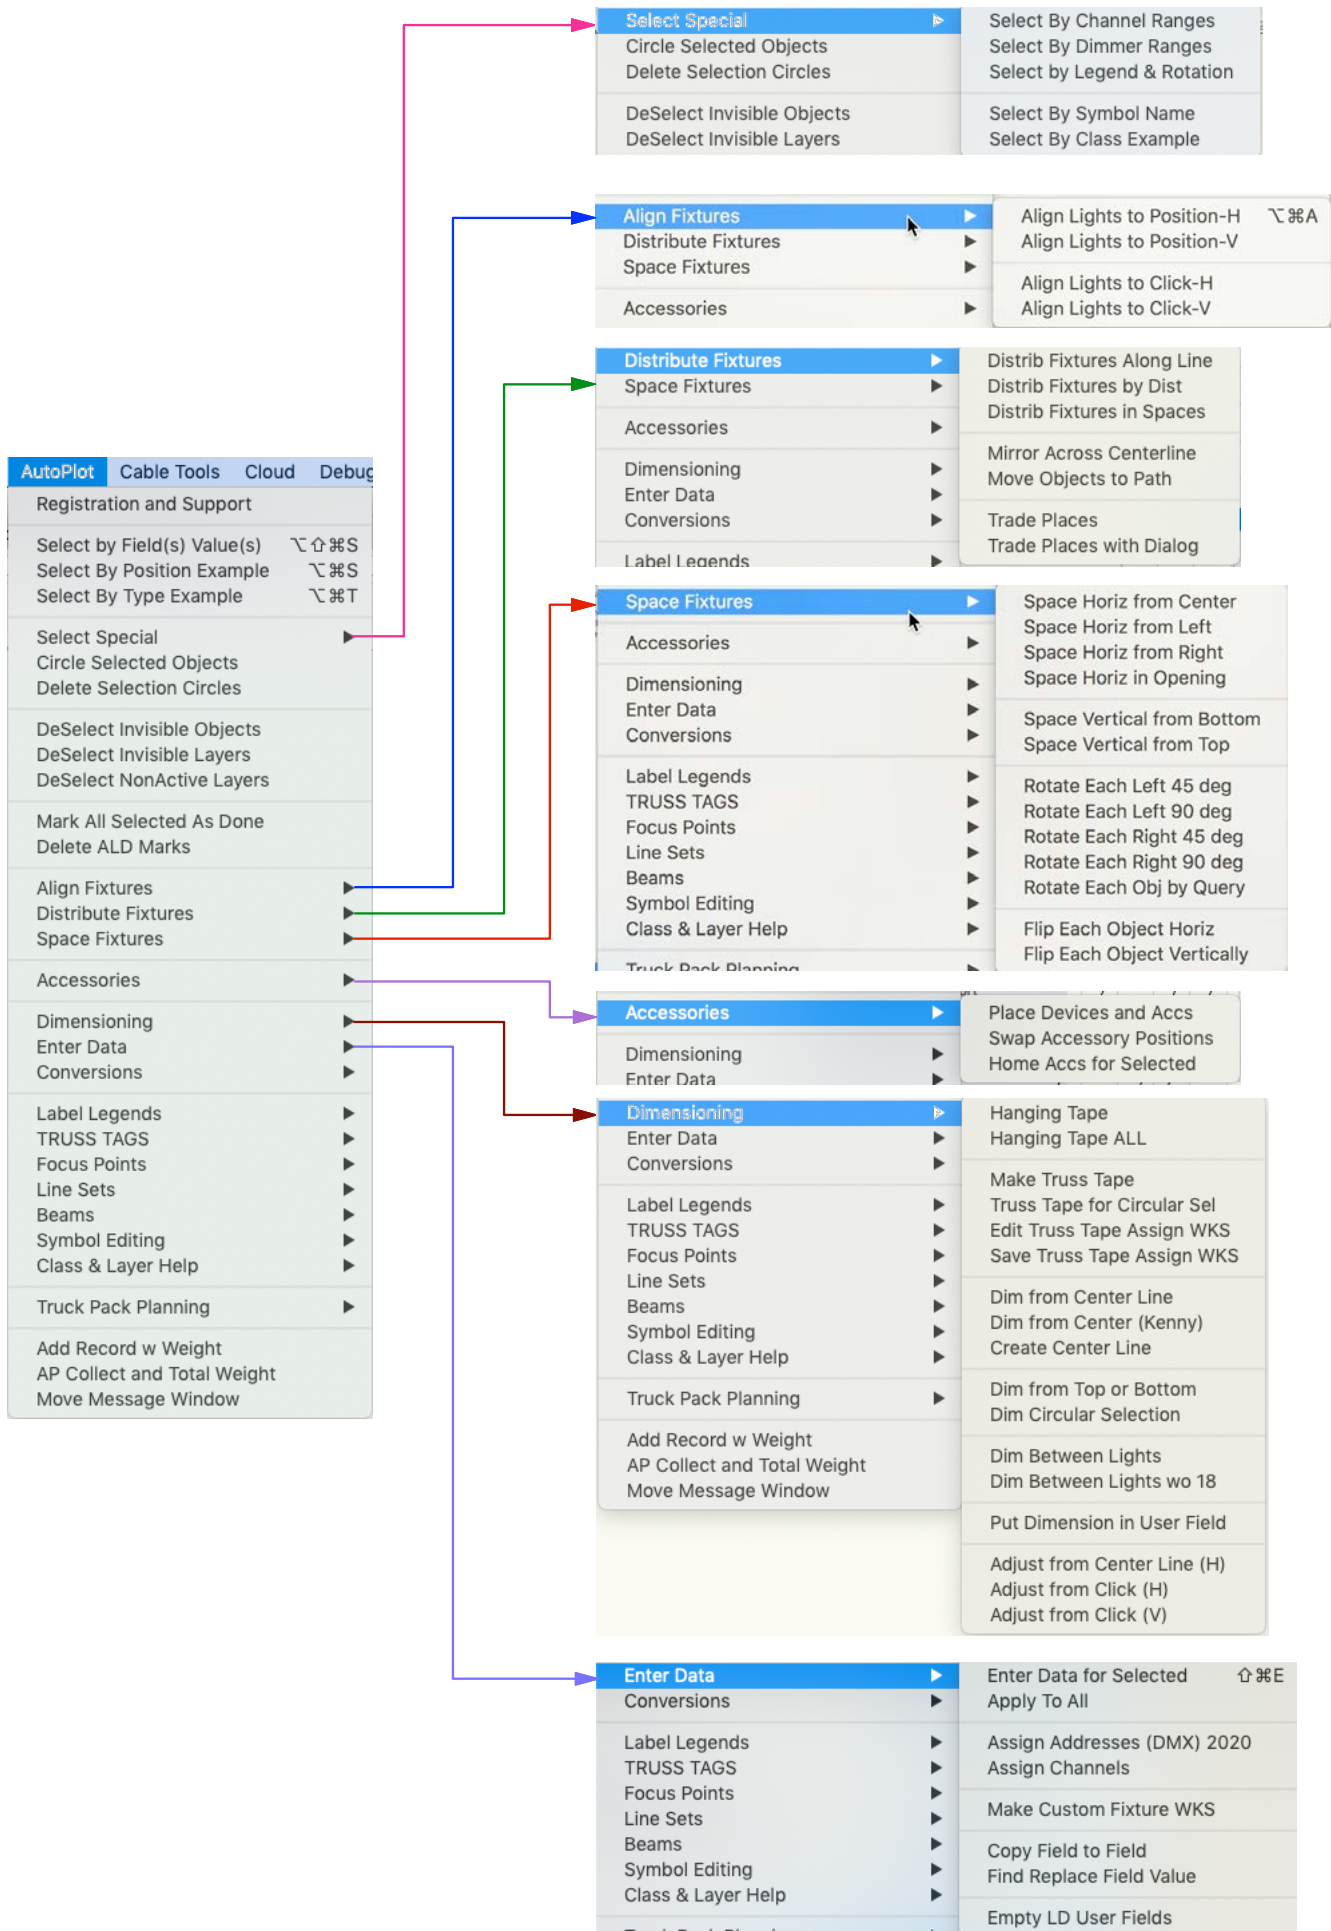 Select Special
Circle Selected Objects
Delete Selection Circles
DeSelect Invisible Objects
DeSelect Invisible Layers
Select By Channel Ranges
Select By Dimmer Ranges
Select by Legend & Rotation
Select By Symbol Name
Select By Class Example
Align Fixtures
Distribute Fixtures
Space Fixtures
Accessories
Align Lights to Position-H ⌥⌘A
Align Lights to Position-V
Align Lights to Click-H
Align Lights to Click-V
Distribute Fixtures
Space Fixtures
Accessories
Dimensioning
Enter Data
Conversions
Label Legends
Distrib Fixtures Along Line
Distrib Fixtures by Dist
Distrib Fixtures in Spaces
Mirror Across Centerline
Move Objects to Path
Trade Places
Trade Places with Dialog
AutoPlot Cable Tools Cloud Debug
Registration and Support
Select by Field(s) Value(s) ⌥⇧⌘S
Select By Position Example ⌥⌘S
Select By Type Example ⌥⌘T
Select Special
Circle Selected Objects
Delete Selection Circles
DeSelect Invisible Objects
DeSelect Invisible Layers
DeSelect NonActive Layers
Mark All Selected As Done
Delete ALD Marks
Align Fixtures
Distribute Fixtures
Space Fixtures
Accessories
Dimensioning
Enter Data
Conversions
Label Legends
TRUSS TAGS
Focus Points
Line Sets
Beams
Symbol Editing
Class & Layer Help
Truck Pack Planning
Add Record w Weight
AP Collect and Total Weight
Move Message Window
Space Fixtures
Accessories
Dimensioning
Enter Data
Conversions
Label Legends
TRUSS TAGS
Focus Points
Line Sets
Beams
Symbol Editing
Class & Layer Help
Truck Pack Planning
Space Horiz from Center
Space Horiz from Left
Space Horiz from Right
Space Horiz in Opening
Space Vertical from Bottom
Space Vertical from Top
Rotate Each Left 45 deg
Rotate Each Left 90 deg
Rotate Each Right 45 deg
Rotate Each Right 90 deg
Rotate Each Obj by Query
Flip Each Object Horiz
Flip Each Object Vertically
Accessories
Dimensioning
Enter Data
Place Devices and Accs
Swap Accessory Positions
Home Accs for Selected
Dimensioning
Enter Data
Conversions
Label Legends
TRUSS TAGS
Focus Points
Line Sets
Beams
Symbol Editing
Class & Layer Help
Truck Pack Planning
Add Record w Weight
AP Collect and Total Weight
Move Message Window
Hanging Tape
Hanging Tape ALL
Make Truss Tape
Truss Tape for Circular Sel
Edit Truss Tape Assign WKS
Save Truss Tape Assign WKS
Dim from Center Line
Dim from Center (Kenny)
Create Center Line
Dim from Top or Bottom
Dim Circular Selection
Dim Between Lights
Dim Between Lights wo 18
Put Dimension in User Field
Adjust from Center Line (H)
Adjust from Click (H)
Adjust from Click (V)
Enter Data
Conversions
Label Legends
TRUSS TAGS
Focus Points
Line Sets
Beams
Symbol Editing
Class & Layer Help
Enter Data for Selected ⇧⌘E
Apply To All
Assign Addresses (DMX) 2020
Assign Channels
Make Custom Fixture WKS
Copy Field to Field
Find Replace Field Value
Empty LD User Fields